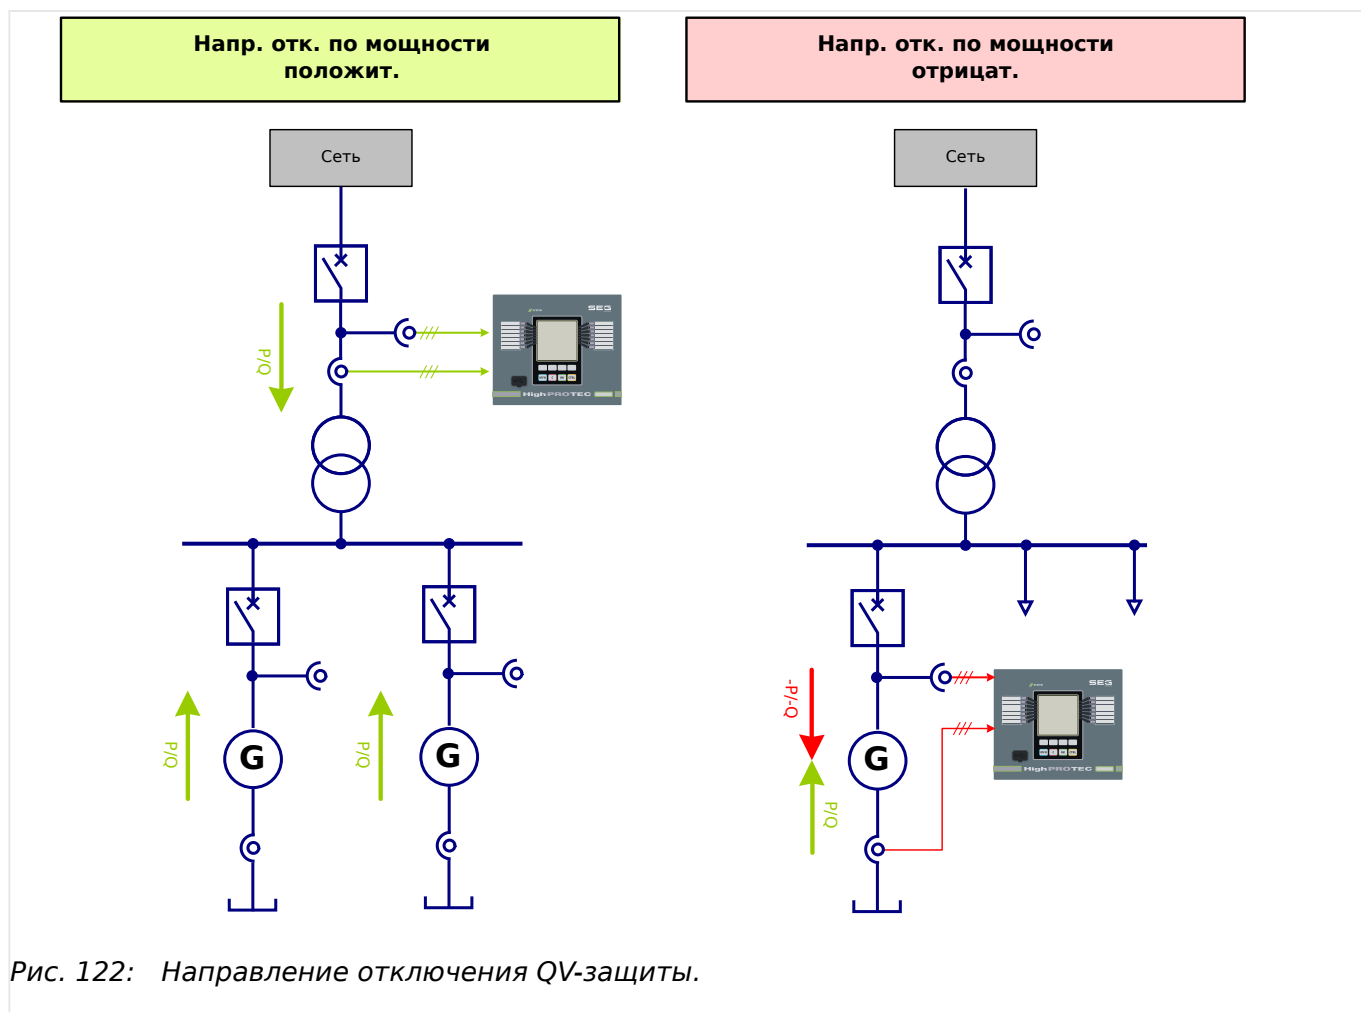 Напр. отк. по мощности
положит.
Напр. отк. по мощности
отрицат.
Сеть
Сеть
P/Q
SEG
HighPROTEC
P/Q
G
P/Q
G
-P/-Q
P/Q
G
SEG
HighPROTEC
Рис. 122: Направление отключения QV-защиты.